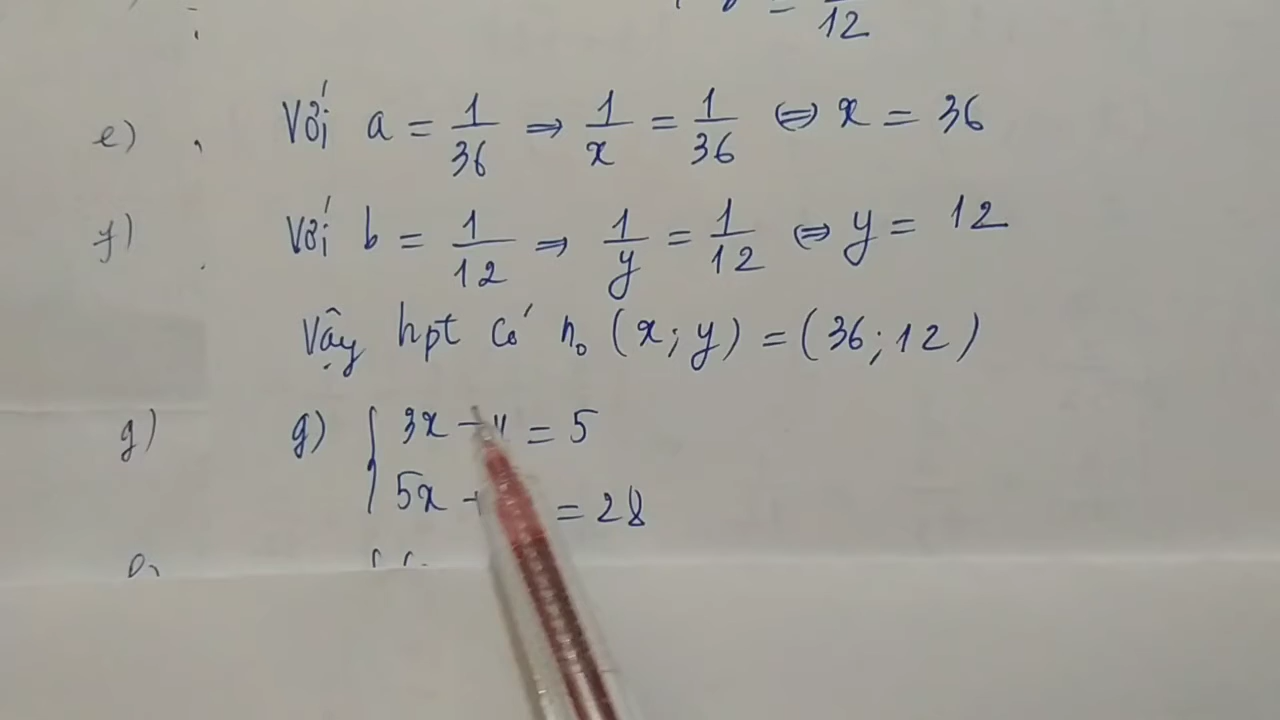 12
e) Với a = 1/36 ⇒ 1/x = 1/36 ⇔ x = 36
f) Với b = 1/12 ⇒ 1/y = 1/12 ⇔ y = 12
Vậy hpt có n₀ (x; y) = (36; 12)
g) g) { 3x - y = 5
5x = 28